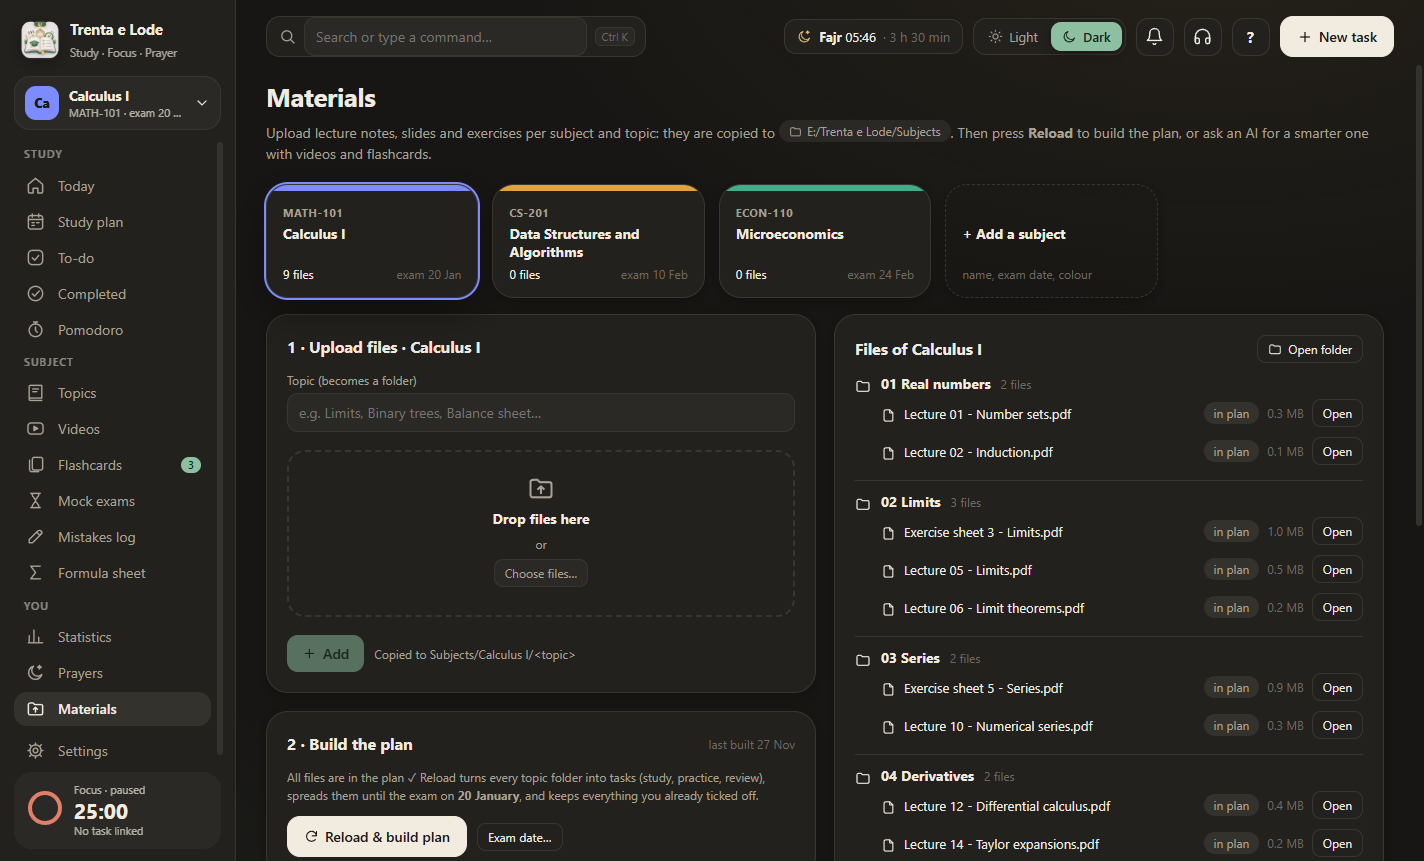 Trenta e Lode
Study · Focus · Prayer
Ca
Calculus I
MATH-101 · exam 20 ...
STUDY
Today
Study plan
To-do
Completed
Pomodoro
SUBJECT
Topics
Videos
Flashcards 3
Mock exams
Mistakes log
Formula sheet
YOU
Statistics
Prayers
Materials
Settings
Focus · paused
25:00
No task linked
Search or type a command... Ctrl K
Fajr 05:46 · 3 h 30 min
Light Dark
?
+ New task
Materials
Upload lecture notes, slides and exercises per subject and topic: they are copied to E:/Trenta e Lode/Subjects . Then press Reload to build the plan, or ask an AI for a smarter one
with videos and flashcards.
MATH-101
Calculus I
9 files exam 20 Jan
CS-201
Data Structures and
Algorithms
0 files exam 10 Feb
ECON-110
Microeconomics
0 files exam 24 Feb
+ Add a subject
name, exam date, colour
1 · Upload files · Calculus I
Topic (becomes a folder)
e.g. Limits, Binary trees, Balance sheet...
Drop files here
or
Choose files...
+ Add Copied to Subjects/Calculus I/<topic>
2 · Build the plan last built 27 Nov
All files are in the plan ✓ Reload turns every topic folder into tasks (study, practice, review),
spreads them until the exam on 20 January, and keeps everything you already ticked off.
Reload & build plan Exam date...
Files of Calculus I Open folder
01 Real numbers 2 files
Lecture 01 - Number sets.pdf in plan 0.3 MB Open
Lecture 02 - Induction.pdf in plan 0.1 MB Open
02 Limits 3 files
Exercise sheet 3 - Limits.pdf in plan 1.0 MB Open
Lecture 05 - Limits.pdf in plan 0.5 MB Open
Lecture 06 - Limit theorems.pdf in plan 0.2 MB Open
03 Series 2 files
Exercise sheet 5 - Series.pdf in plan 0.9 MB Open
Lecture 10 - Numerical series.pdf in plan 0.3 MB Open
04 Derivatives 2 files
Lecture 12 - Differential calculus.pdf in plan 0.4 MB Open
Lecture 14 - Taylor expansions.pdf in plan 0.2 MB Open